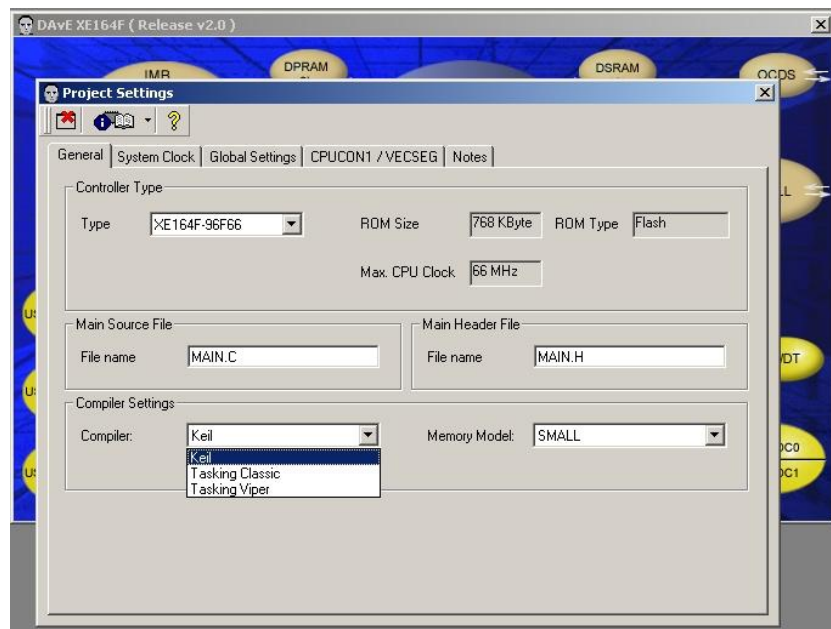 DAvE XE164F ( Release v2.0 )
IMB
DPRAM
DSRAM
OCDS
Project Settings
General System Clock Global Settings CPUCON1 / VECSEG Notes
Controller Type
Type XE164F-96F66 ROM Size 768 KByte ROM Type Flash
Max. CPU Clock 66 MHz
Main Source File Main Header File
File name MAIN.C File name MAIN.H
Compiler Settings
Compiler: Keil Memory Model: SMALL
Keil
Tasking Classic
Tasking Viper